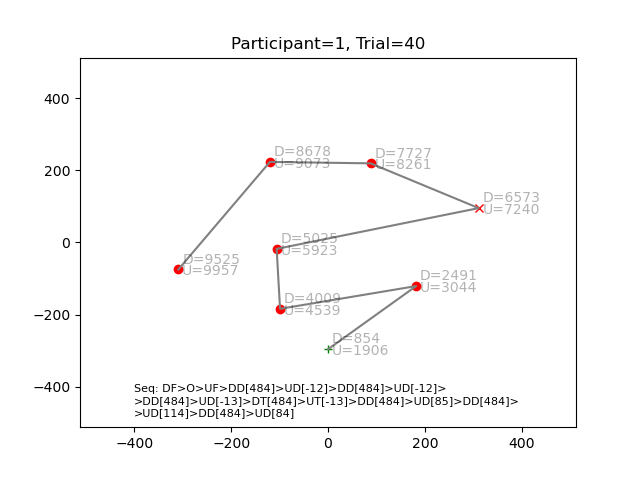 Participant=1, Trial=40
400
200
0
−200
−400
D=8678
U=9073
D=7727
U=8261
D=6573
U=7240
D=5025
U=5923
D=9525
U=9957
D=2491
U=3044
D=4009
U=4539
D=854
U=1906
Seq: DF>O>UF>DD[484]>UD[-12]>DD[484]>UD[-12]>
>DD[484]>UD[-13]>DT[484]>UT[-13]>DD[484]>UD[85]>DD[484]>
>UD[114]>DD[484]>UD[84]
−400 −200 0 200 400